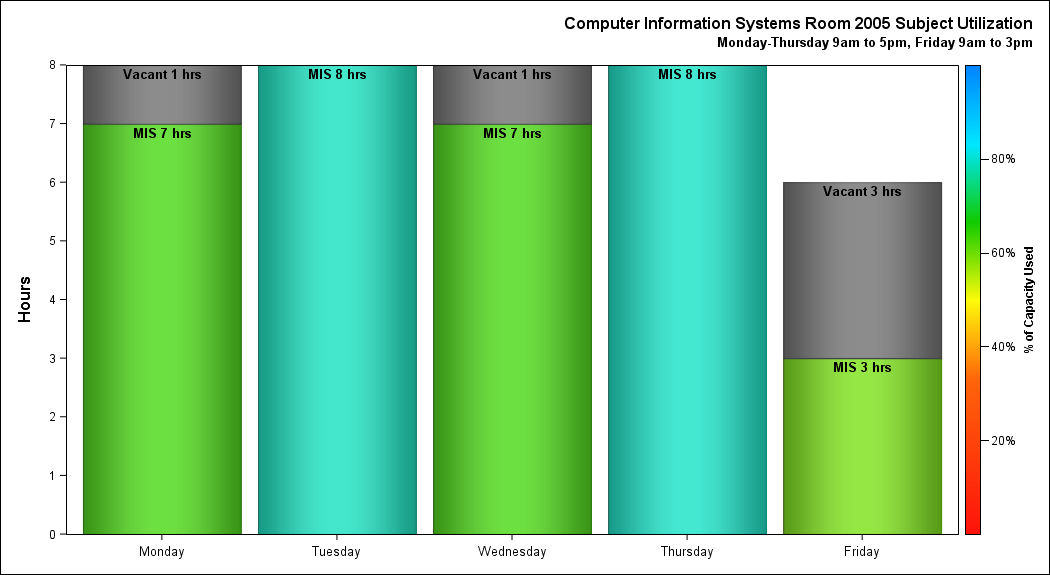 Computer Information Systems Room 2005 Subject Utilization
Monday-Thursday 9am to 5pm, Friday 9am to 3pm
Hours
8
7
6
5
4
3
2
1
0
Vacant 1 hrs
MIS 7 hrs
MIS 8 hrs
Vacant 1 hrs
MIS 7 hrs
MIS 8 hrs
Vacant 3 hrs
MIS 3 hrs
Monday
Tuesday
Wednesday
Thursday
Friday
80%
60%
40%
20%
% of Capacity Used